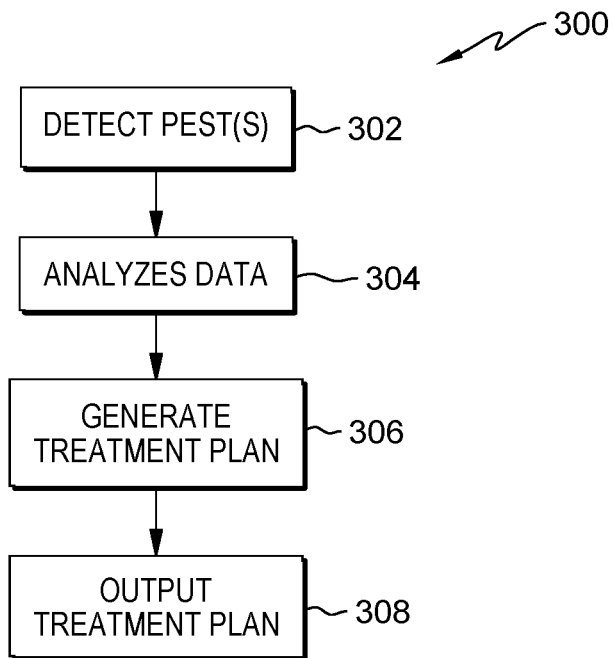 300
DETECT PEST(S)
302
ANALYZES DATA
304
GENERATE
TREATMENT PLAN
306
OUTPUT
TREATMENT PLAN
308